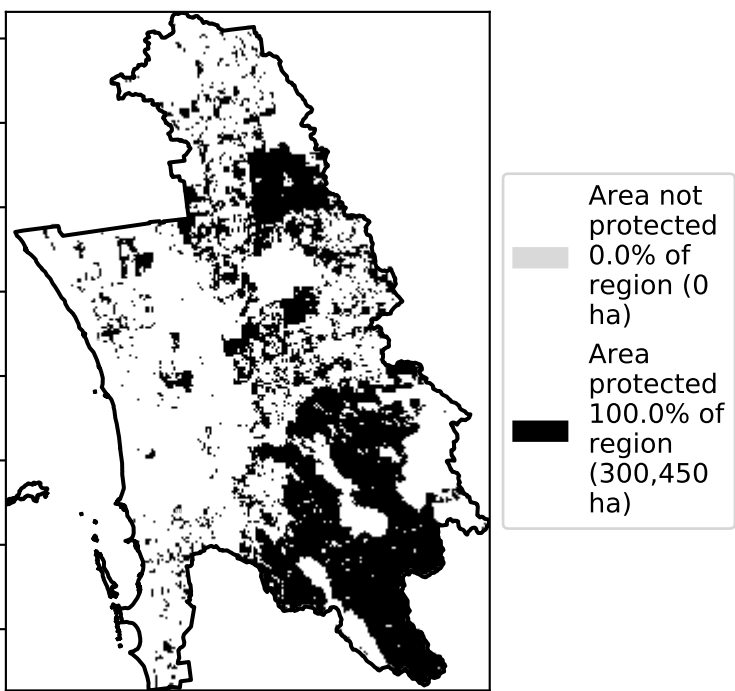 Area not
protected
0.0% of
region (0
ha)
Area
protected
100.0% of
region
(300,450
ha)